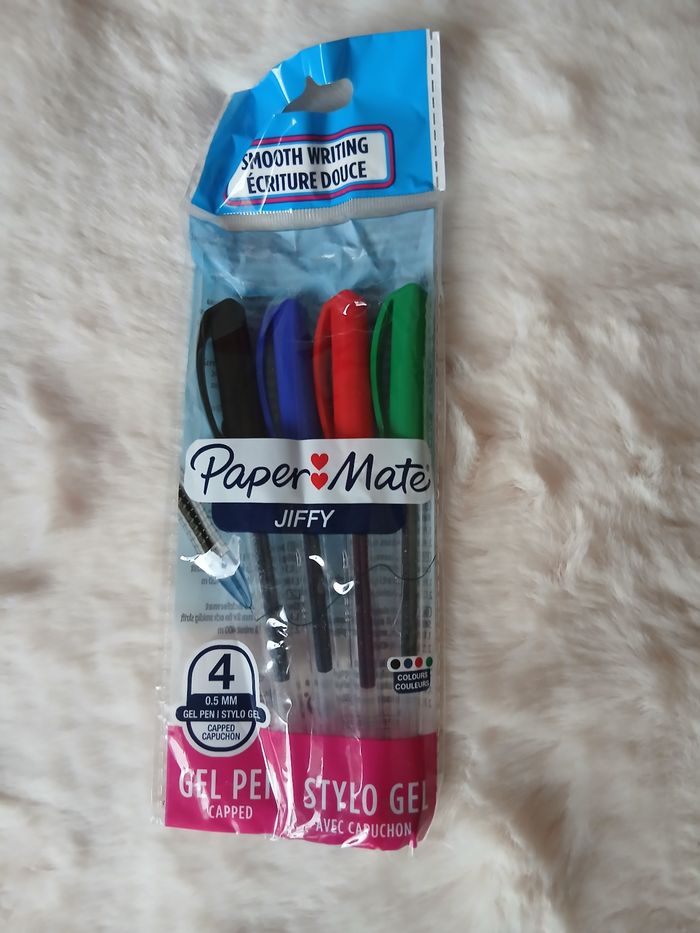 SMOOTH WRITING
ÉCRITURE DOUCE
Paper Mate
JIFFY
4
0.5 MM
GEL PEN | STYLO GEL
CAPPED
CAPUCHON
COLOURS
COULEURS
GEL PEN
CAPPED
STYLO GEL
AVEC CAPUCHON